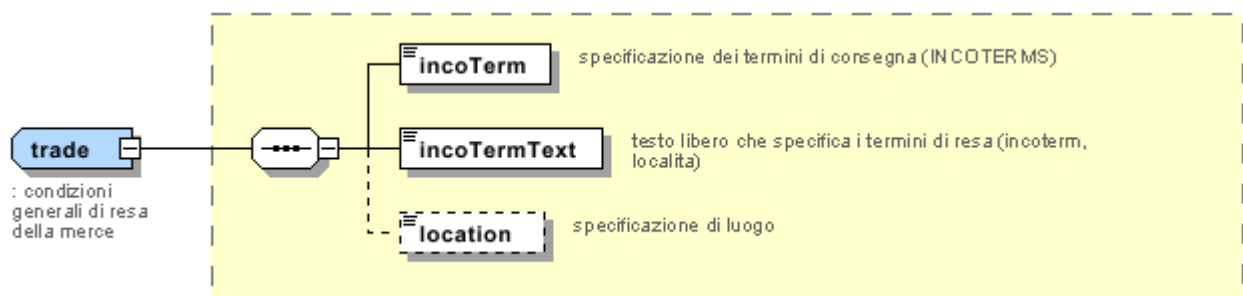 incoTerm
specificazione dei termini di consegna (INCOTERMS)
trade
: condizioni
generali di resa
della merce
incoTermText
testo libero che specifica i termini di resa (incoterm,
localita)
location
specificazione di luogo